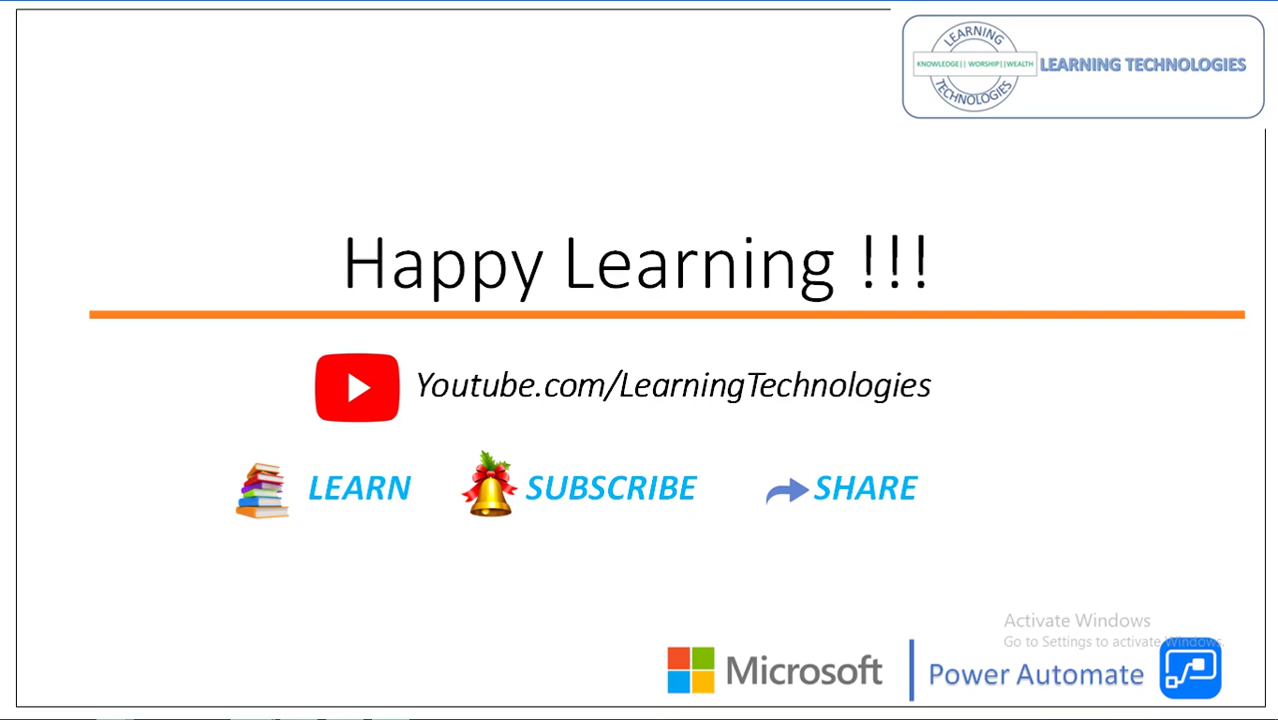 LEARNING
KNOWLEDGE|| WORSHIP||WEALTH
TECHNOLOGIES
LEARNING TECHNOLOGIES
Happy Learning !!!
Youtube.com/LearningTechnologies
LEARN SUBSCRIBE SHARE
Activate Windows
Go to Settings to activate Windows.
Microsoft Power Automate